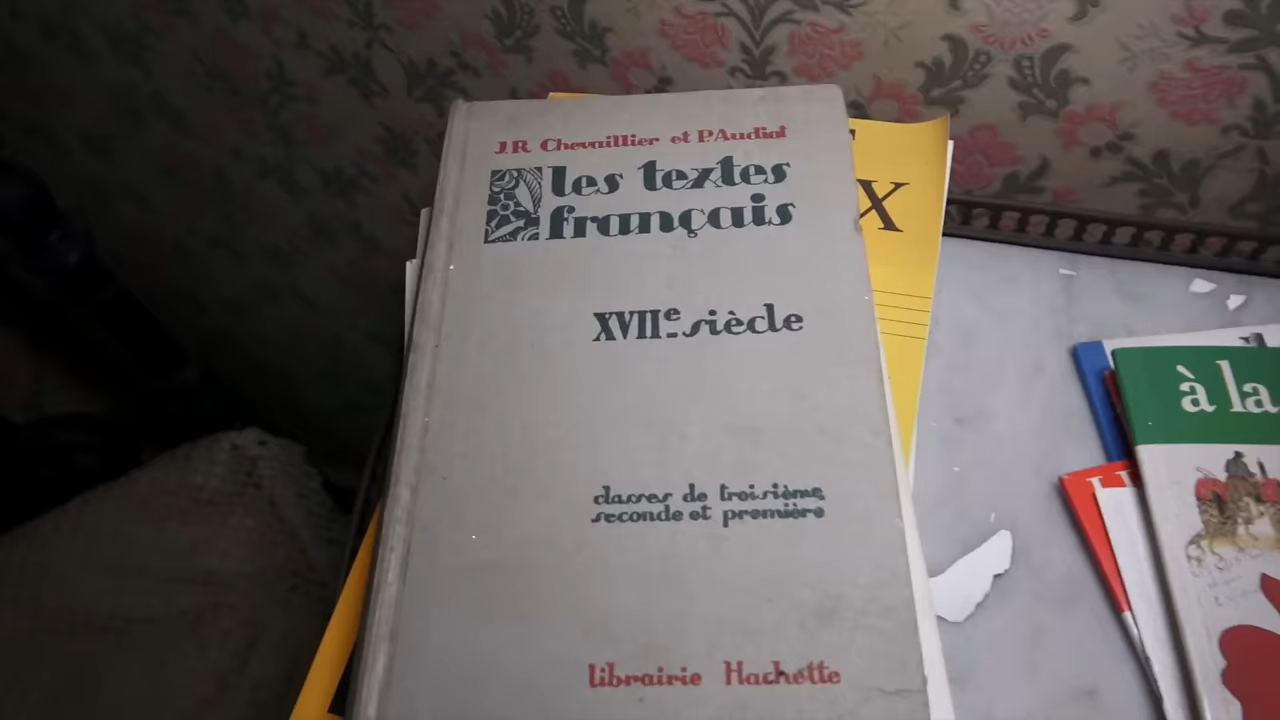 J.R Chevaillier et P.Audiat
les textes
français
XVIIe siècle
classes de troisième,
seconde et première
librairie Hachette
X
à la